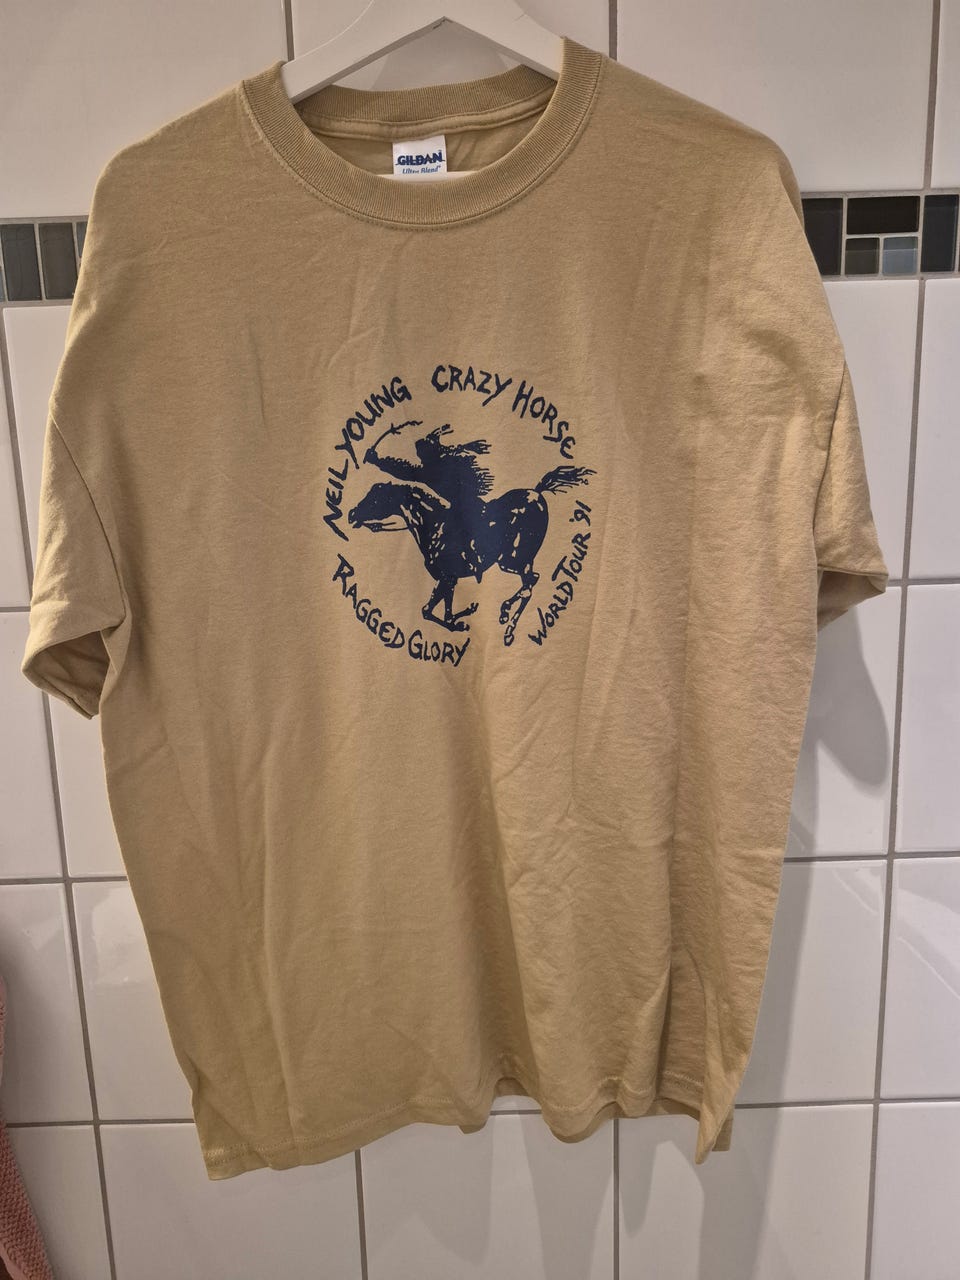 GILDAN
Ultra Blend
NEIL YOUNG CRAZY HORSE
RAGGED GLORY WORLD TOUR '91